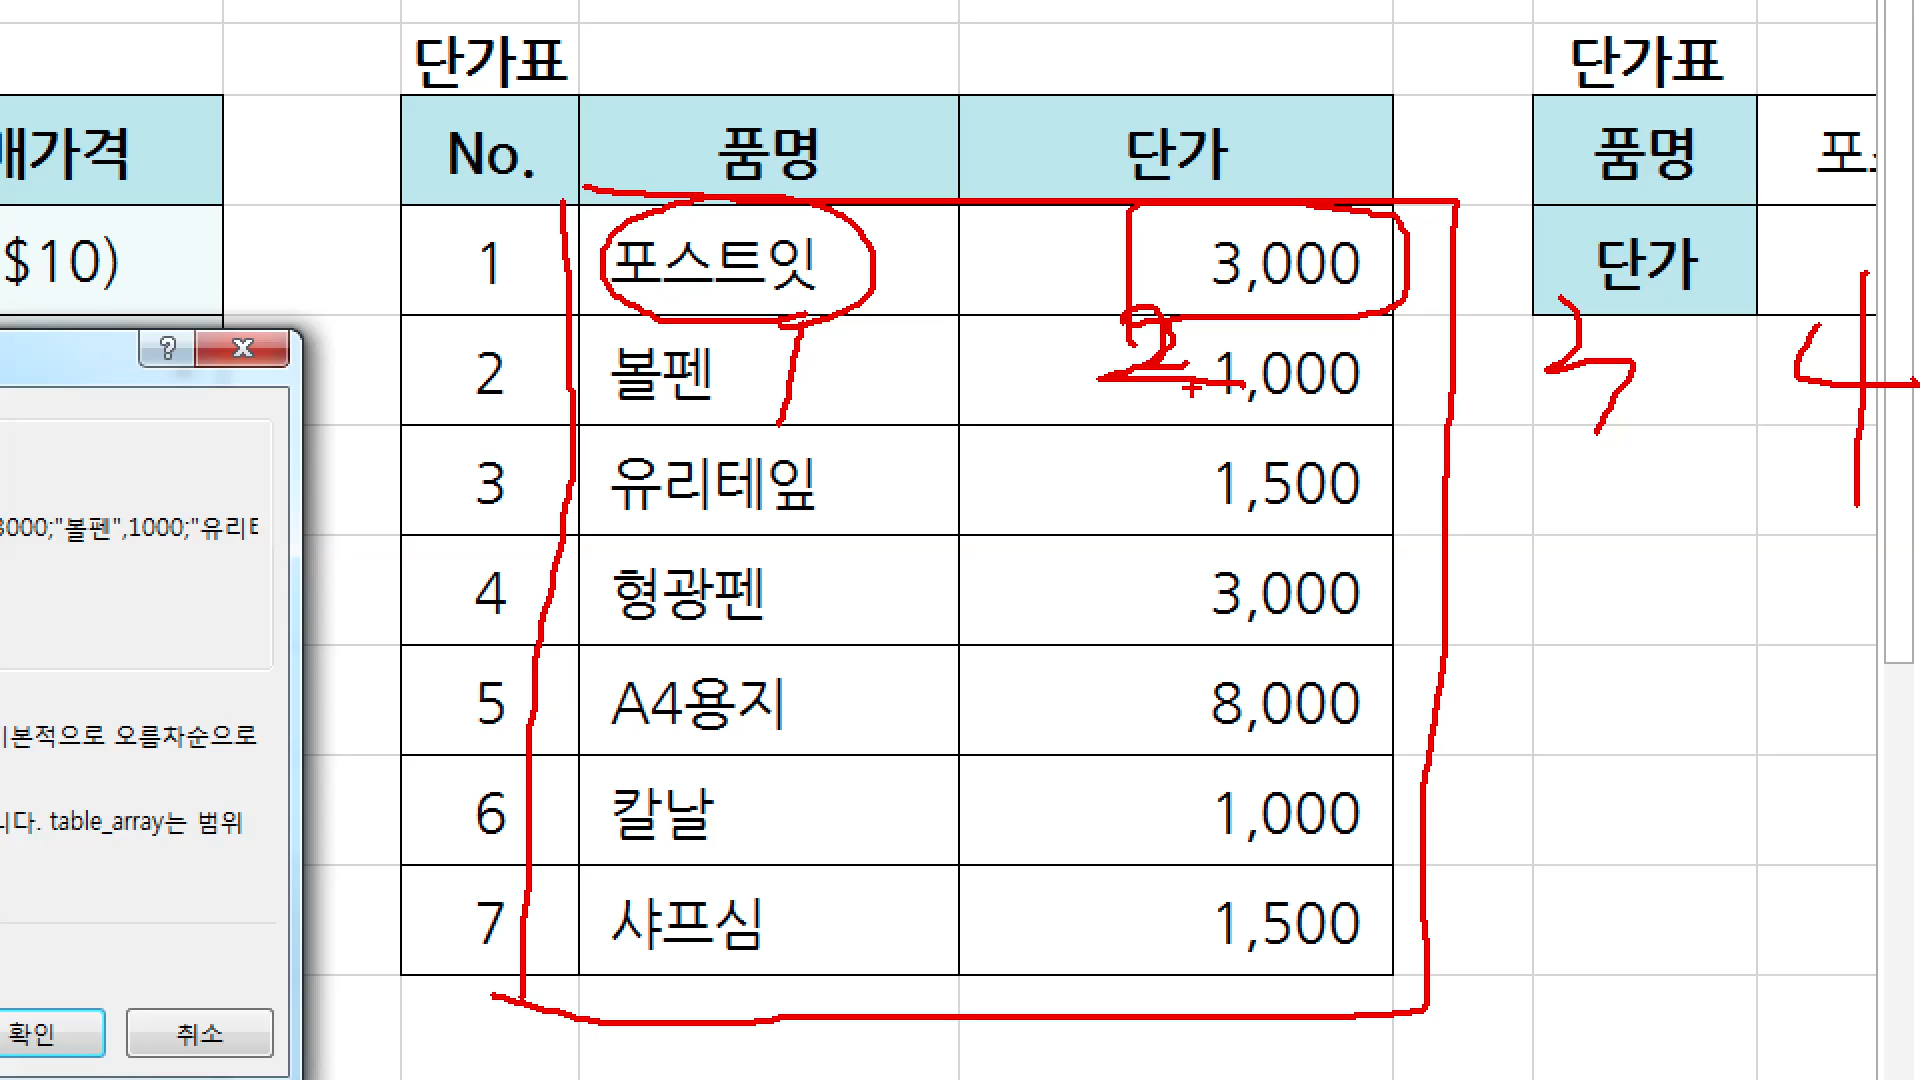 단가표
No. 품명 단가
1 포스트잇 3,000
2 볼펜 1,000
3 유리테잎 1,500
4 형광펜 3,000
5 A4용지 8,000
6 칼날 1,000
7 샤프심 1,500
단가표
품명
단가
매가격
$10)
3000;"볼펜",1000;"유리
기본적으로 오름차순으로
니다. table_array는 범위
확인 취소
? X
1 2 3 4